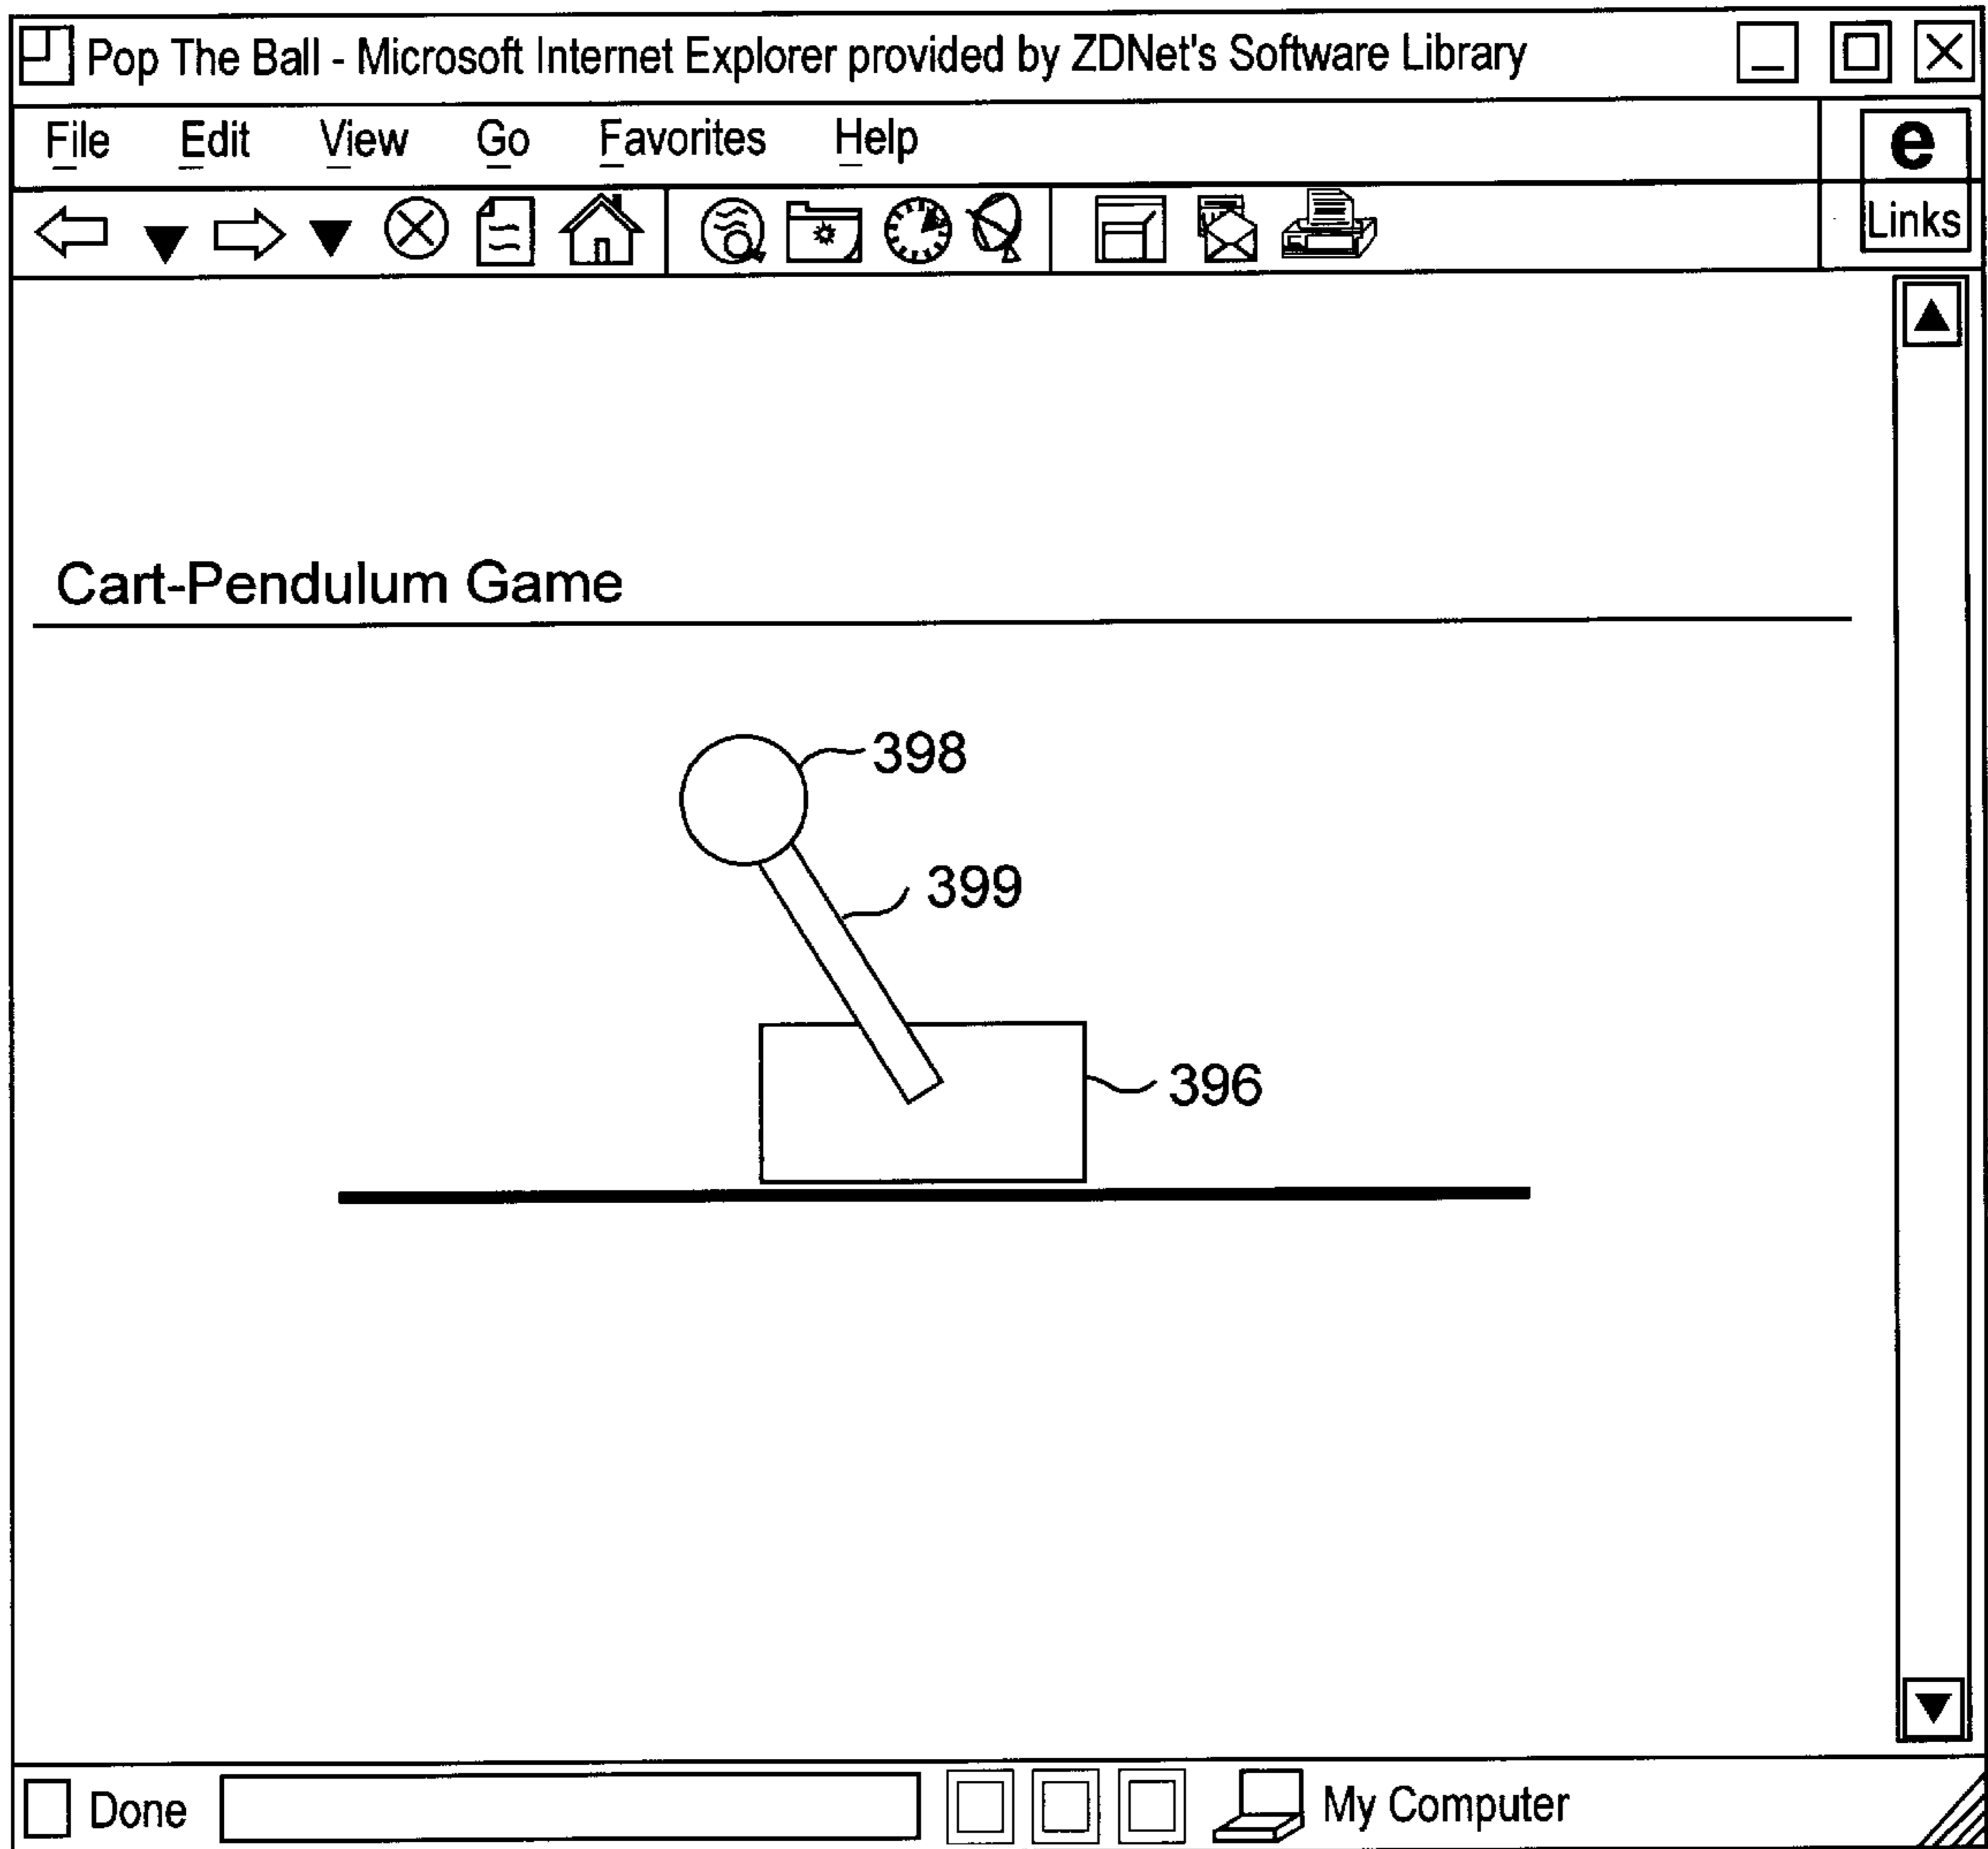 Pop The Ball - Microsoft Internet Explorer provided by ZDNet's Software Library
File Edit View Go Favorites Help
e
Links
Cart-Pendulum Game
398
399
396
Done
My Computer